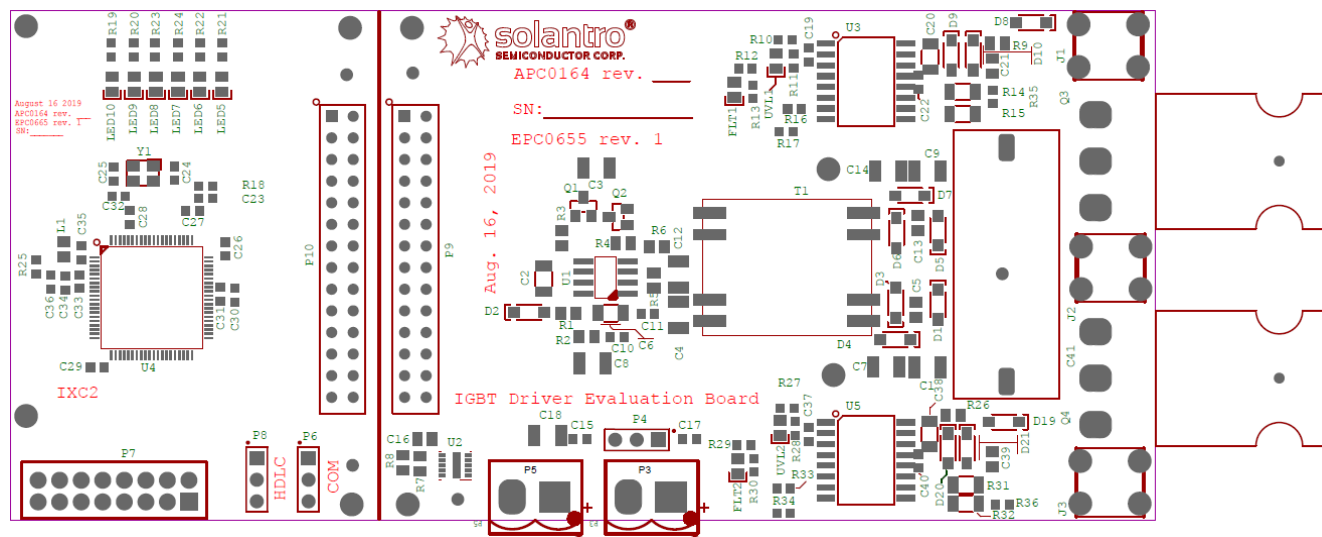 R19
R20
R23
R24
R22
R21
LED10
LED9
LED8
LED7
LED6
LED5
August 16 2019
APC0164 rev. __
EPC0665 rev. 1
SN:______
Y1
C25
C24
R18
C23
C32
C28
C27
L1
C35
C26
R25
C36
C34
C33
C31
C30
C29
U4
IXC2
P10
P7
P8
HDLC
P6
COM
solantro®
SEMICONDUCTOR CORP.
APC0164 rev. ___
SN:____________
EPC0655 rev. 1
Aug. 16, 2019
P9
C3
Q1
Q2
R3
R4
R6
C12
C2
U1
R5
D2
R1
R2
C11
C10
C6
C8
C4
IGBT Driver Evaluation Board
C18
C15
P4
C17
C16
U2
R8
R7
P5
P3
+
+
P5
P3
R10
R12
R11
UVL1
C19
FLT1
R13
R16
R17
U3
C20
D9
D8
R9
D10
C21
C22
R14
R15
R35
J1
Q3
C14
C9
T1
D7
D6
C13
D5
D3
C5
D1
D4
C7
C1
J2
C41
Q4
R27
C37
R28
UVL2
R29
FLT2
R30
R33
R34
U5
C38
R26
D19
D21
C39
C40
D20
R31
R32
R36
J3